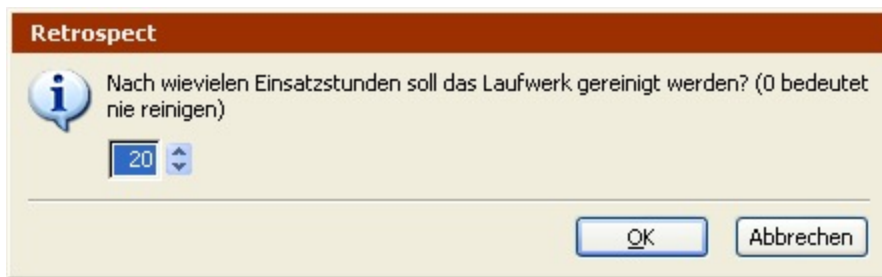 Retrospect
Nach wievielen Einsatzstunden soll das Laufwerk gereinigt werden? (0 bedeutet
nie reinigen)
20
OK
Abbrechen